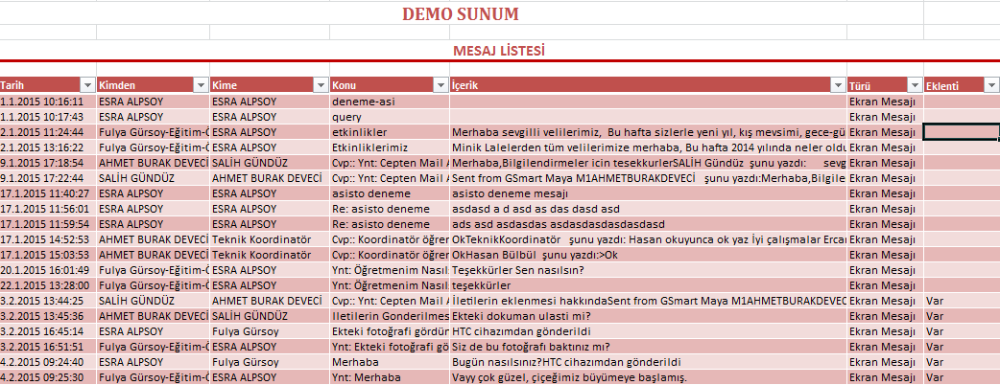 DEMO SUNUM
MESAJ LİSTESİ
Tarih Kimden Kime Konu İçerik Türü Eklenti
1.1.2015 10:16:11 ESRA ALPSOY ESRA ALPSOY deneme-asi Ekran Mesajı
1.1.2015 10:17:43 ESRA ALPSOY ESRA ALPSOY query Ekran Mesajı
2.1.2015 11:24:44 Fulya Gürsoy-Eğitim-Ö ESRA ALPSOY etkinlikler Merhaba sevgilli velilerimiz, Bu hafta sizlerle yeni yıl, kış mevsimi, gece-gü Ekran Mesajı
2.1.2015 13:16:22 Fulya Gürsoy-Eğitim-Ö ESRA ALPSOY Etkinliklerimiz Minik Lalelerden tüm velilerimize merhaba, Bu hafta 2014 yılında neler oldu Ekran Mesajı
9.1.2015 17:18:54 AHMET BURAK DEVECİ SALİH GÜNDÜZ Cvp:: Ynt: Cepten Mail A Merhaba,Bilgilendirmeler icin tesekkurlerSALİH Gündüz şunu yazdı: sevg Ekran Mesajı
9.1.2015 17:22:44 SALİH GÜNDÜZ AHMET BURAK DEVECİ Cvp:: Ynt: Cepten Mail A Sent from GSmart Maya M1AHMETBURAKDEVECİ şunu yazdı:Merhaba,Bilgile Ekran Mesajı
17.1.2015 11:40:27 ESRA ALPSOY ESRA ALPSOY asisto deneme asisto deneme mesajı Ekran Mesajı
17.1.2015 11:56:01 ESRA ALPSOY ESRA ALPSOY Re: asisto deneme asdasd a d asd as das dasd asd Ekran Mesajı
17.1.2015 11:59:54 ESRA ALPSOY ESRA ALPSOY Re: asisto deneme ads asd asdasdas asdasdasdasdasdasd Ekran Mesajı
17.1.2015 14:52:53 AHMET BURAK DEVECİ Teknik Koordinatör Cvp:: Koordinatör öğrer OkTeknikKoordinatör şunu yazdı: Hasan okuyunca ok yaz İyi çalışmalar Ercar Ekran Mesajı
17.1.2015 15:03:53 AHMET BURAK DEVECİ Teknik Koordinatör Cvp:: Koordinatör öğrer OkHasan Bülbül şunu yazdı:>Ok Ekran Mesajı
20.1.2015 16:01:49 Fulya Gürsoy-Eğitim-Ö ESRA ALPSOY Ynt: Öğretmenim Nasıl Teşekkürler Sen nasılsın? Ekran Mesajı
22.1.2015 13:28:00 Fulya Gürsoy-Eğitim-Ö ESRA ALPSOY Ynt: Öğretmenim Nasıl teşekkürler Ekran Mesajı
3.2.2015 13:44:25 SALİH GÜNDÜZ AHMET BURAK DEVECİ Cvp:: Ynt: Cepten Mail A İletilerin eklenmesi hakkındaSent from GSmart Maya M1AHMETBURAKDEVEC Ekran Mesajı Var
3.2.2015 13:45:36 AHMET BURAK DEVECİ SALİH GÜNDÜZ Iletilerin Gonderilmes Ekteki dokuman ulasti mi? Ekran Mesajı Var
3.2.2015 16:45:14 ESRA ALPSOY Fulya Gürsoy Ekteki fotoğrafı gördür HTC cihazımdan gönderildi Ekran Mesajı Var
3.2.2015 16:51:51 Fulya Gürsoy-Eğitim-Ö ESRA ALPSOY Ynt: Ekteki fotoğrafı gö Siz de bu fotoğrafı baktınız mı? Ekran Mesajı Var
4.2.2015 09:24:40 ESRA ALPSOY Fulya Gürsoy Merhaba Bugün nasılsınız?HTC cihazımdan gönderildi Ekran Mesajı Var
4.2.2015 09:25:30 Fulya Gürsoy-Eğitim-Ö ESRA ALPSOY Ynt: Merhaba Vayy çok güzel, çiçeğimiz büyümeye başlamış. Ekran Mesajı Var